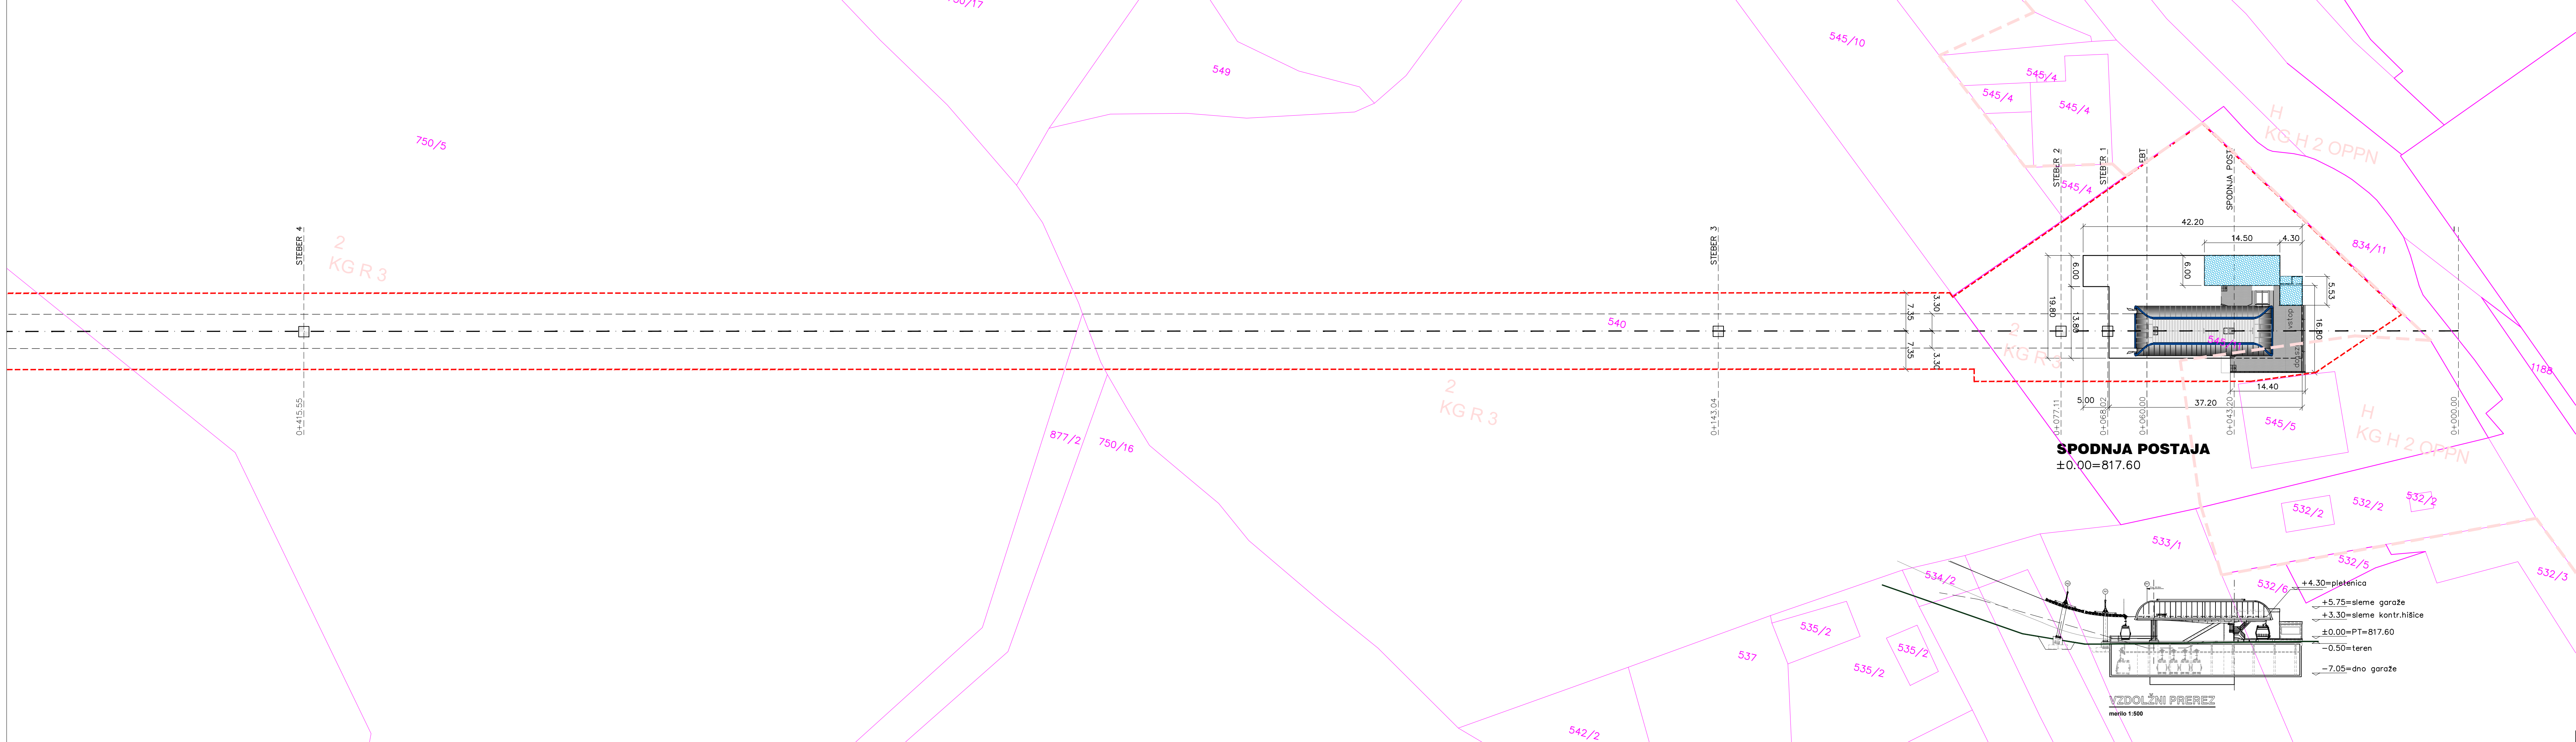 545/10
549
545/4
545/4
545/4
H
KG H 2 OPPN
750/5
STEBER 2
STEBER 1
SPODNJA POST
545/4
STEBER 4
STEBER 3
42.20
14.50
4.30
834/11
2
KG R 3
6.00
6.00
5.53
19.80
13.80
vstop
16.80
7.35
3.30
540
2
KG R 3
7.35
3.30
1188
2
KG R 3
14.40
5.00
37.20
0+415.55
0+143.04
0+077.11
0+068.02
0+060.00
0+043.20
0+000.00
545/5
H
KG H 2 OPPN
877/2
750/16
SPODNJA POSTAJA
±0.00=817.60
532/2
532/2
532/2
533/1
532/5
532/3
534/2
532/6
+4.30=pletenica
+5.75=sleme garaže
+3.30=sleme kontr.hišice
±0.00=PT=817.60
-0.50=teren
-7.05=dno garaže
535/2
535/2
535/2
537
542/2
VZDOLŽNI PREREZ
merilo 1:500